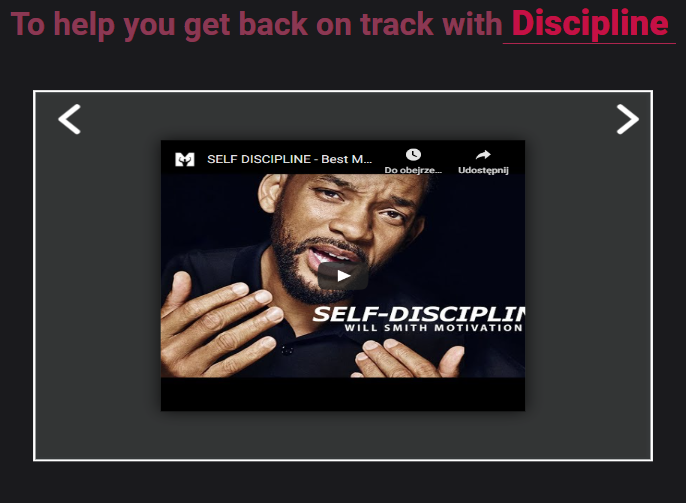 To help you get back on track with Discipline
SELF DISCIPLINE - Best M...
Do obejrze...
Udostępnij
SELF-DISCIPLIN
WILL SMITH MOTIVATION